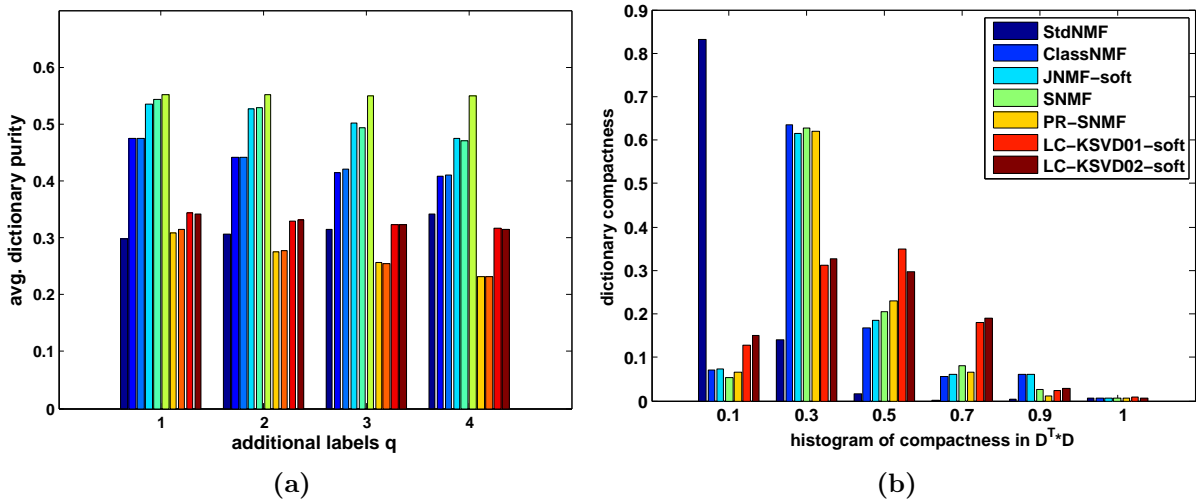 0.6
0.5
0.4
0.3
0.2
0.1
0
avg. dictionary purity
1 2 3 4
additional labels q
(a)
0.9
0.8
0.7
0.6
0.5
0.4
0.3
0.2
0.1
0
dictionary compactness
StdNMF
ClassNMF
JNMF−soft
SNMF
PR−SNMF
LC−KSVD01−soft
LC−KSVD02−soft
0.1 0.3 0.5 0.7 0.9 1
histogram of compactness in D^T*D
(b)